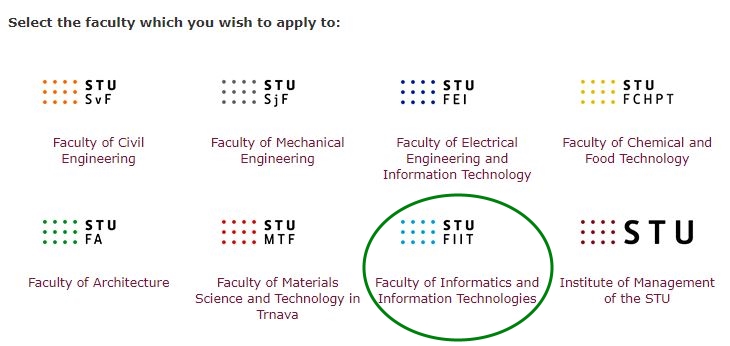 Select the faculty which you wish to apply to:
STU
SvF
Faculty of Civil
Engineering
STU
SjF
Faculty of Mechanical
Engineering
STU
FEI
Faculty of Electrical
Engineering and
Information Technology
STU
FCHPT
Faculty of Chemical and
Food Technology
STU
FA
Faculty of Architecture
STU
MTF
Faculty of Materials
Science and Technology in
Trnava
STU
FIIT
Faculty of Informatics and
Information Technologies
STU
Institute of Management
of the STU